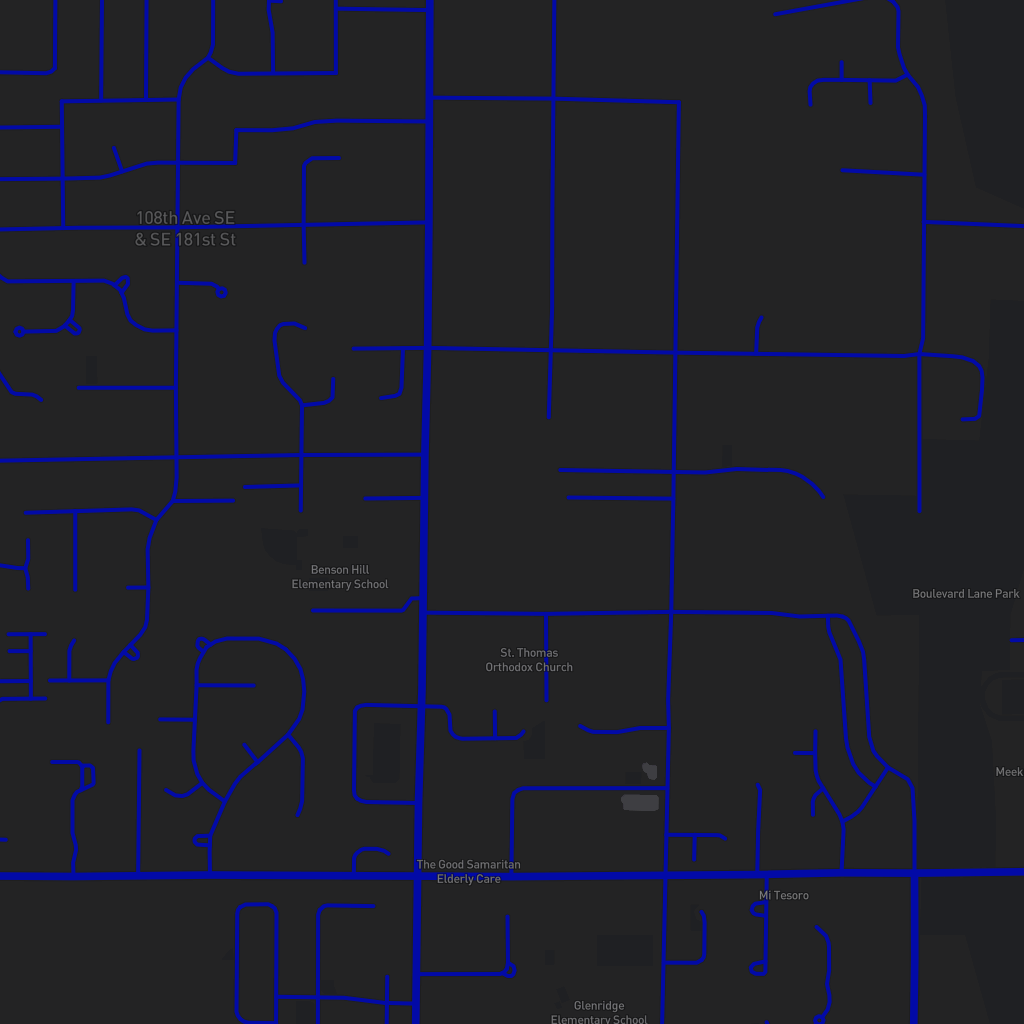 108th Ave SE
& SE 181st St
Benson Hill
Elementary School
Boulevard Lane Park
St. Thomas
Orthodox Church
Meek
The Good Samaritan
Elderly Care
Mi Tesoro
Glenridge
Elementary School